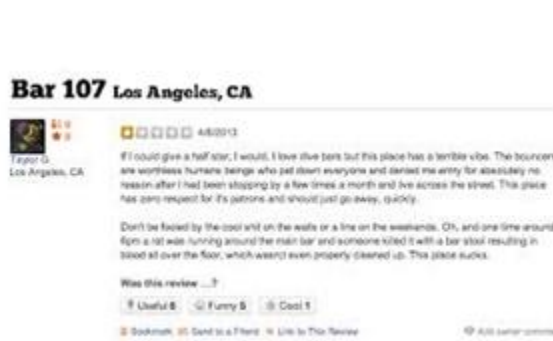 Bar 107 Los Angeles, CA
4/8/2013
Taylor G.
Los Angeles, CA
If I could give a half star, I would. I love dive bars but this place has a terrible vibe. The bouncers
are worthless humans beings who pat down everyone and denied me entry for absolutely no
reason after I had been stopping by a few times a month and live across the street. This place
has zero respect for it's patrons and should just go away, quickly.
Don't be fooled by the cool shit on the walls or a line on the weekends. Oh, and one time around
6pm a rat was running around the main bar and someone killed it with a bar stool resulting in
blood all over the floor, which wasn't even properly cleaned up. This place sucks.
Was this review ...?
Useful 6 Funny 5 Cool 1
Bookmark Send to a Friend Link to This Review
Add owner comment